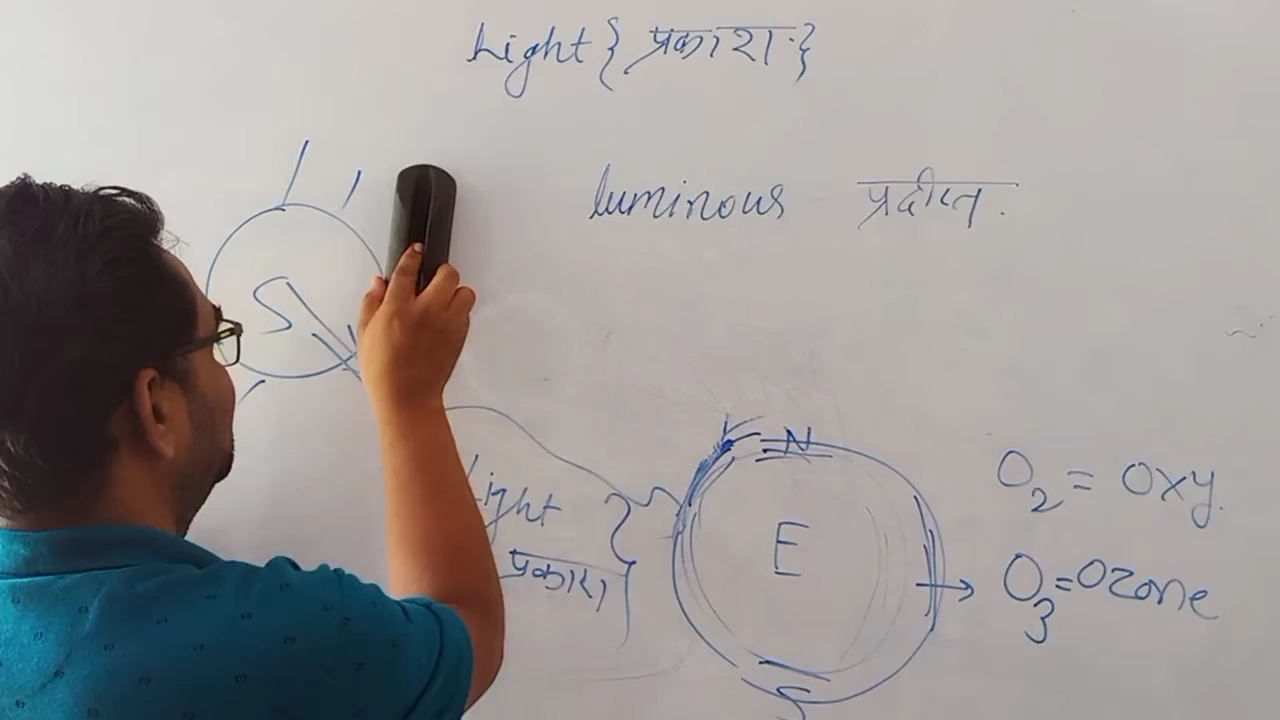 Light { प्रकाश }
luminous प्रदीप्त.
S
N
Light
प्रकाश
E
O2 = Oxy.
O3 = Ozone
S